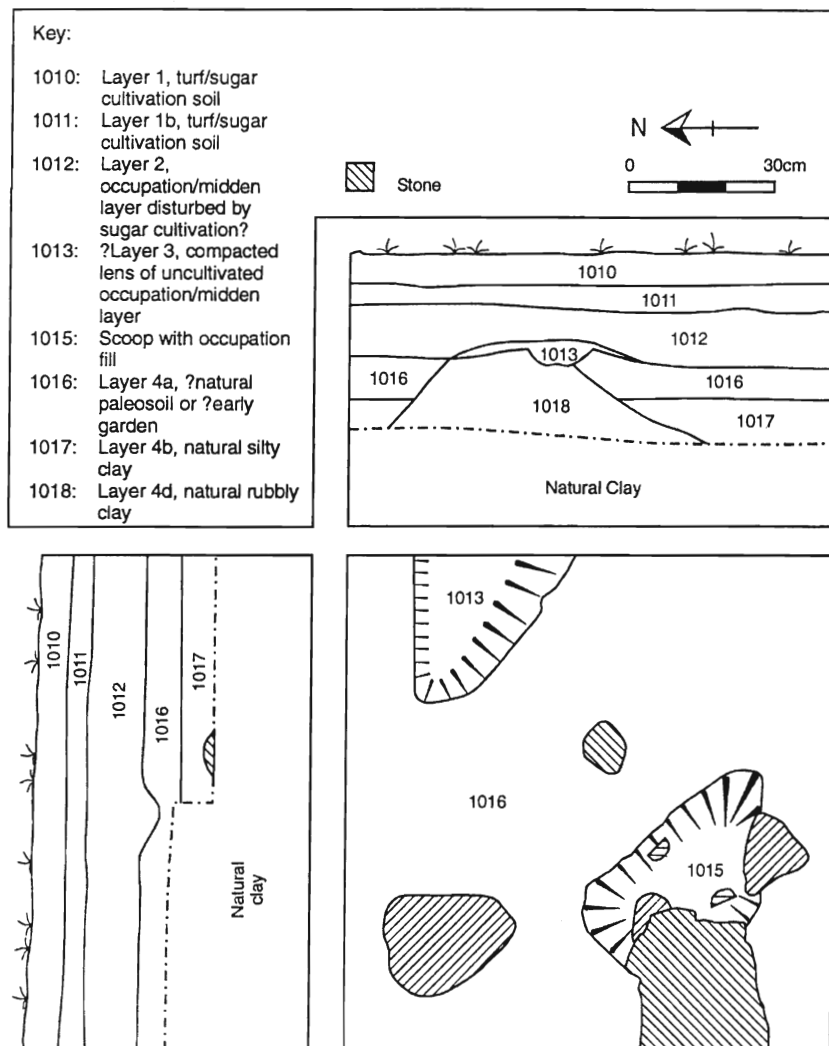 Key:
1010: Layer 1, turf/sugar
cultivation soil
1011: Layer 1b, turf/sugar
cultivation soil
1012: Layer 2,
occupation/midden
layer disturbed by
sugar cultivation?
1013: ?Layer 3, compacted
lens of uncultivated
occupation/midden
layer
1015: Scoop with occupation
fill
1016: Layer 4a, ?natural
paleosoil or ?early
garden
1017: Layer 4b, natural silty
clay
1018: Layer 4d, natural rubbly
clay
N
0 30cm
Stone
1010
1011
1012
1013
1016
1016
1018
1017
Natural Clay
1010
1011
1012
1016
1017
Natural
clay
1013
1016
1015